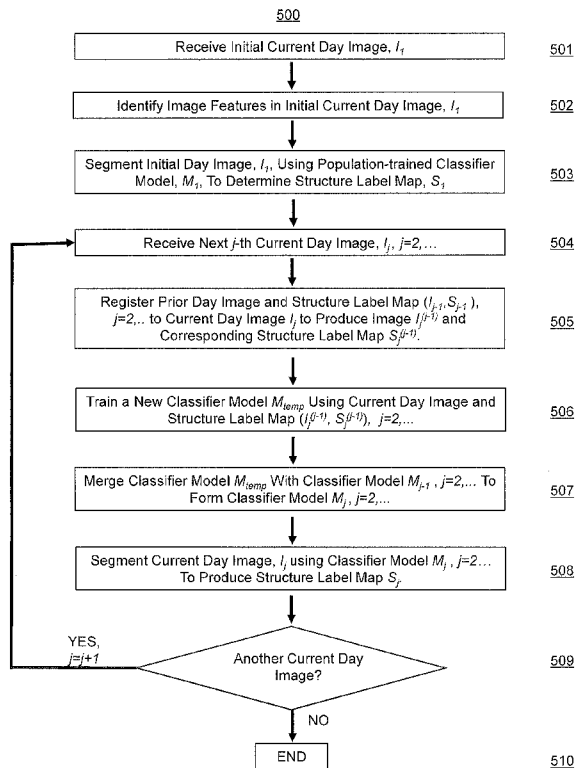 500
Receive Initial Current Day Image, I₁
501
Identify Image Features in Initial Current Day Image, I₁
502
Segment Initial Day Image, I₁, Using Population-trained Classifier
Model, M₁, To Determine Structure Label Map, S₁
503
Receive Next j-th Current Day Image, Iⱼ, j=2,...
504
Register Prior Day Image and Structure Label Map (Iⱼ₋₁,Sⱼ₋₁ ),
j=2,.. to Current Day Image Iⱼ to Produce Image Iⱼ⁽ʲ⁻¹⁾ and
Corresponding Structure Label Map Sⱼ⁽ʲ⁻¹⁾.
505
Train a New Classifier Model M_temp Using Current Day Image and
Structure Label Map (Iⱼ⁽ʲ⁻¹⁾, Sⱼ⁽ʲ⁻¹⁾), j=2,...
506
Merge Classifier Model M_temp With Classifier Model Mⱼ₋₁ , j=2,... To
Form Classifier Model Mⱼ, j=2,...
507
Segment Current Day Image, Iⱼ using Classifier Model Mⱼ , j=2...
To Produce Structure Label Map Sⱼ.
508
YES,
j=j+1
Another Current Day
Image?
509
NO
END
510